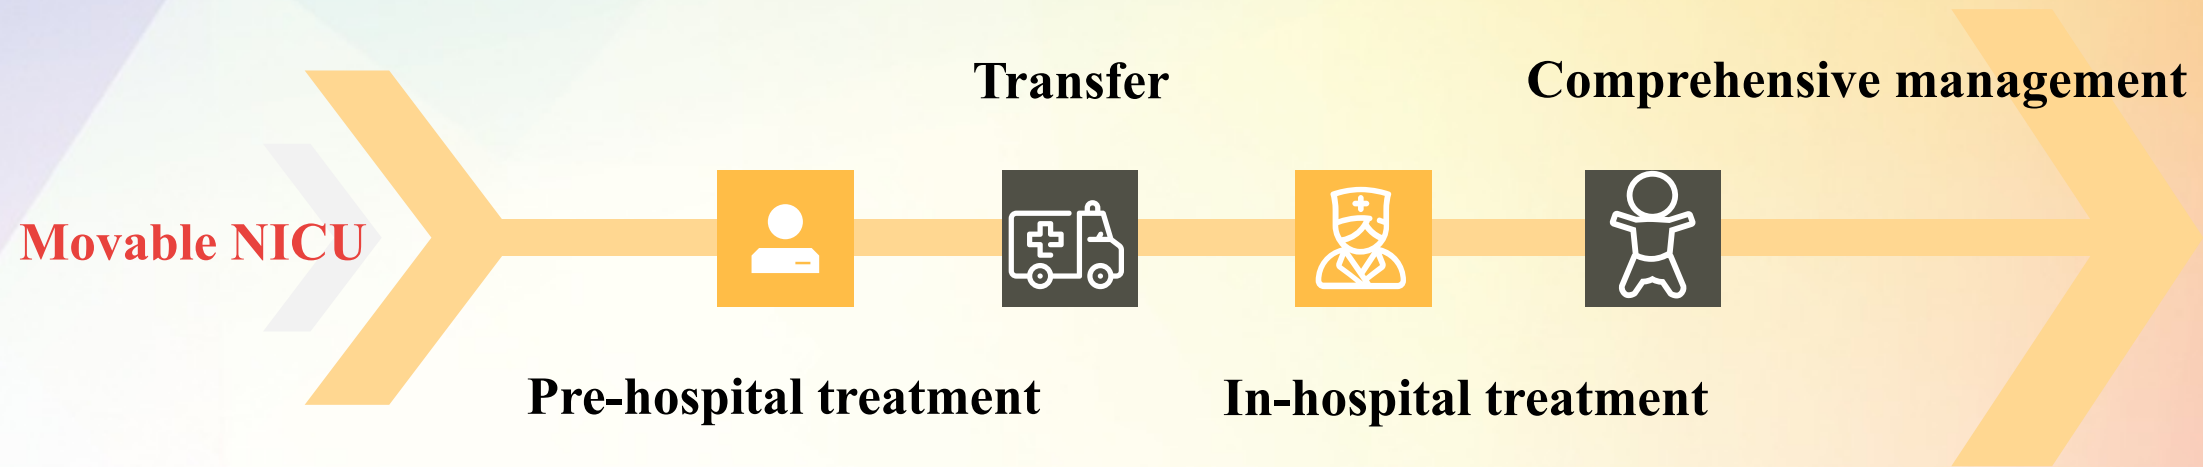 Movable NICU
Pre-hospital treatment
Transfer
In-hospital treatment
Comprehensive management